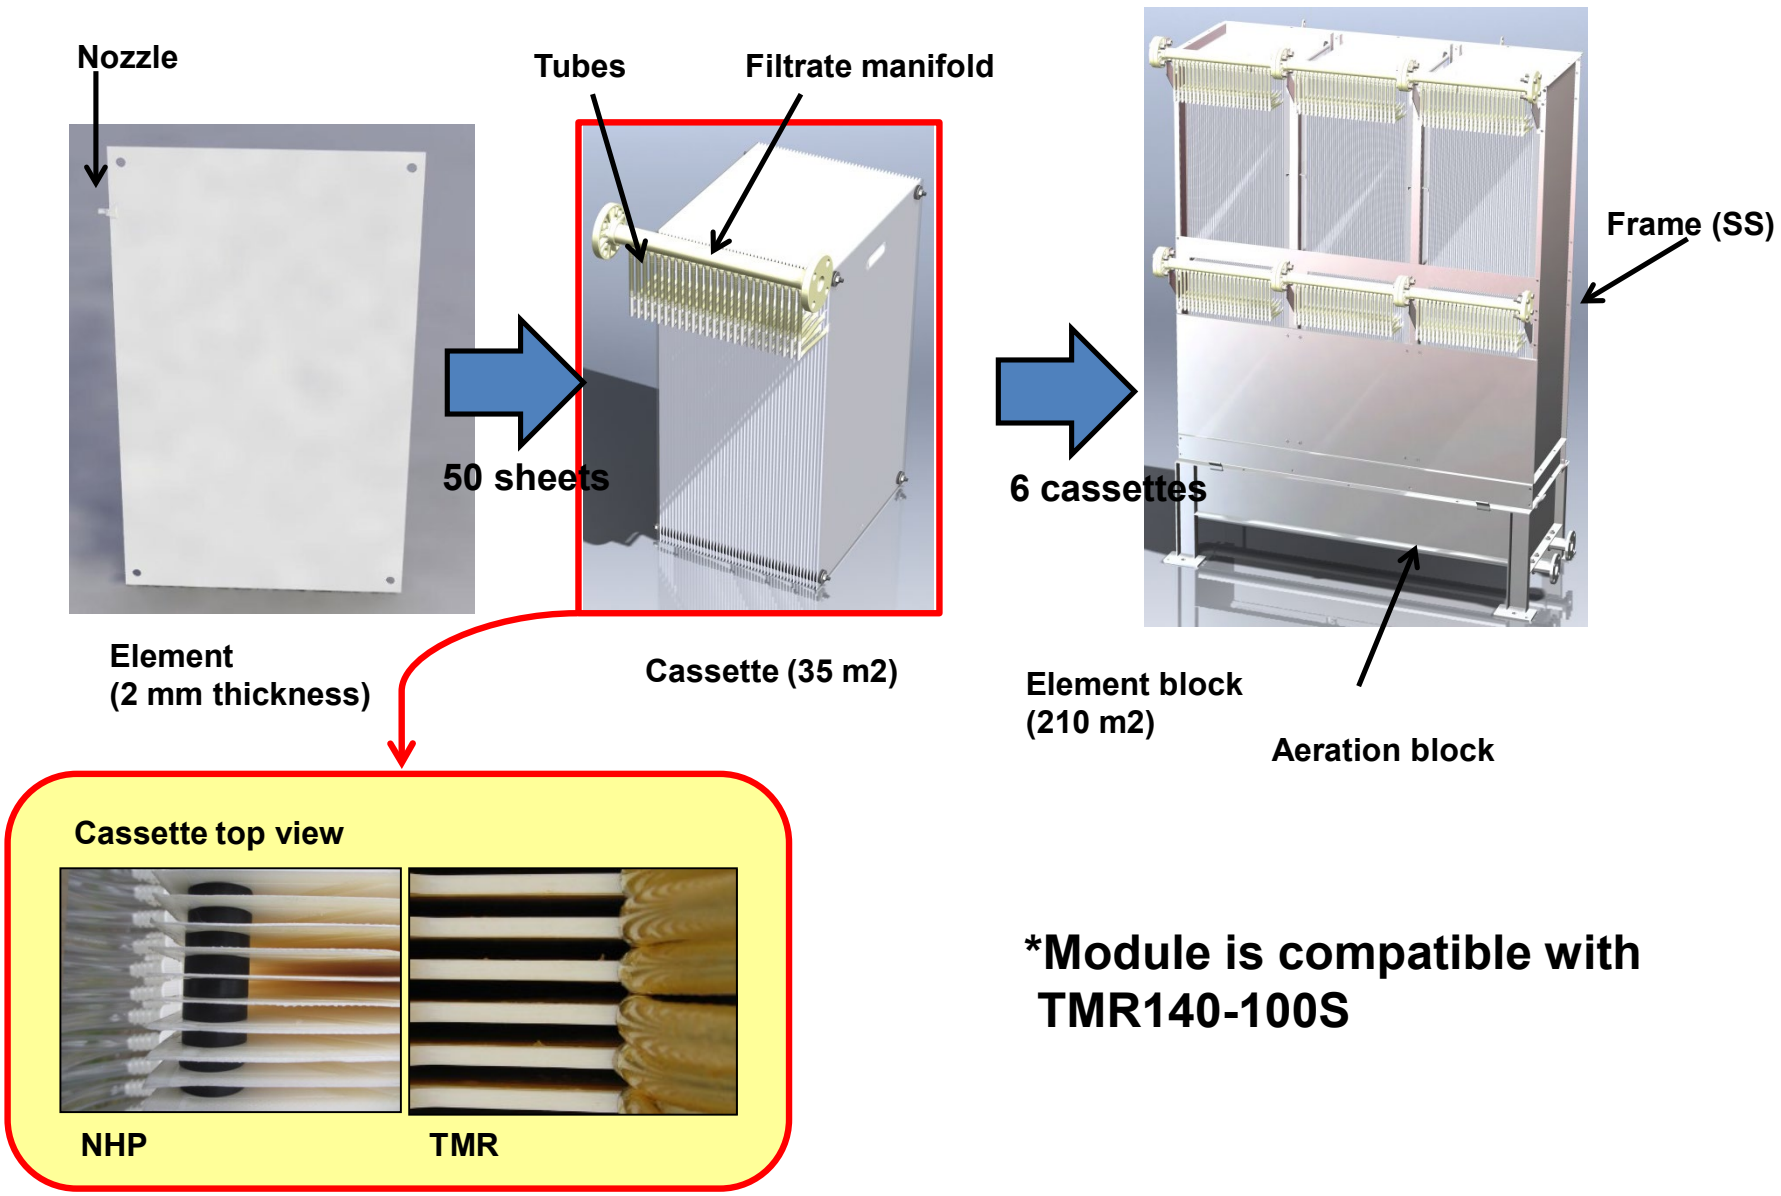 Nozzle
Tubes
Filtrate manifold
Frame (SS)
50 sheets
6 cassettes
Element
(2 mm thickness)
Cassette (35 m2)
Element block
(210 m2)
Aeration block
Cassette top view
NHP
TMR
*Module is compatible with
TMR140-100S